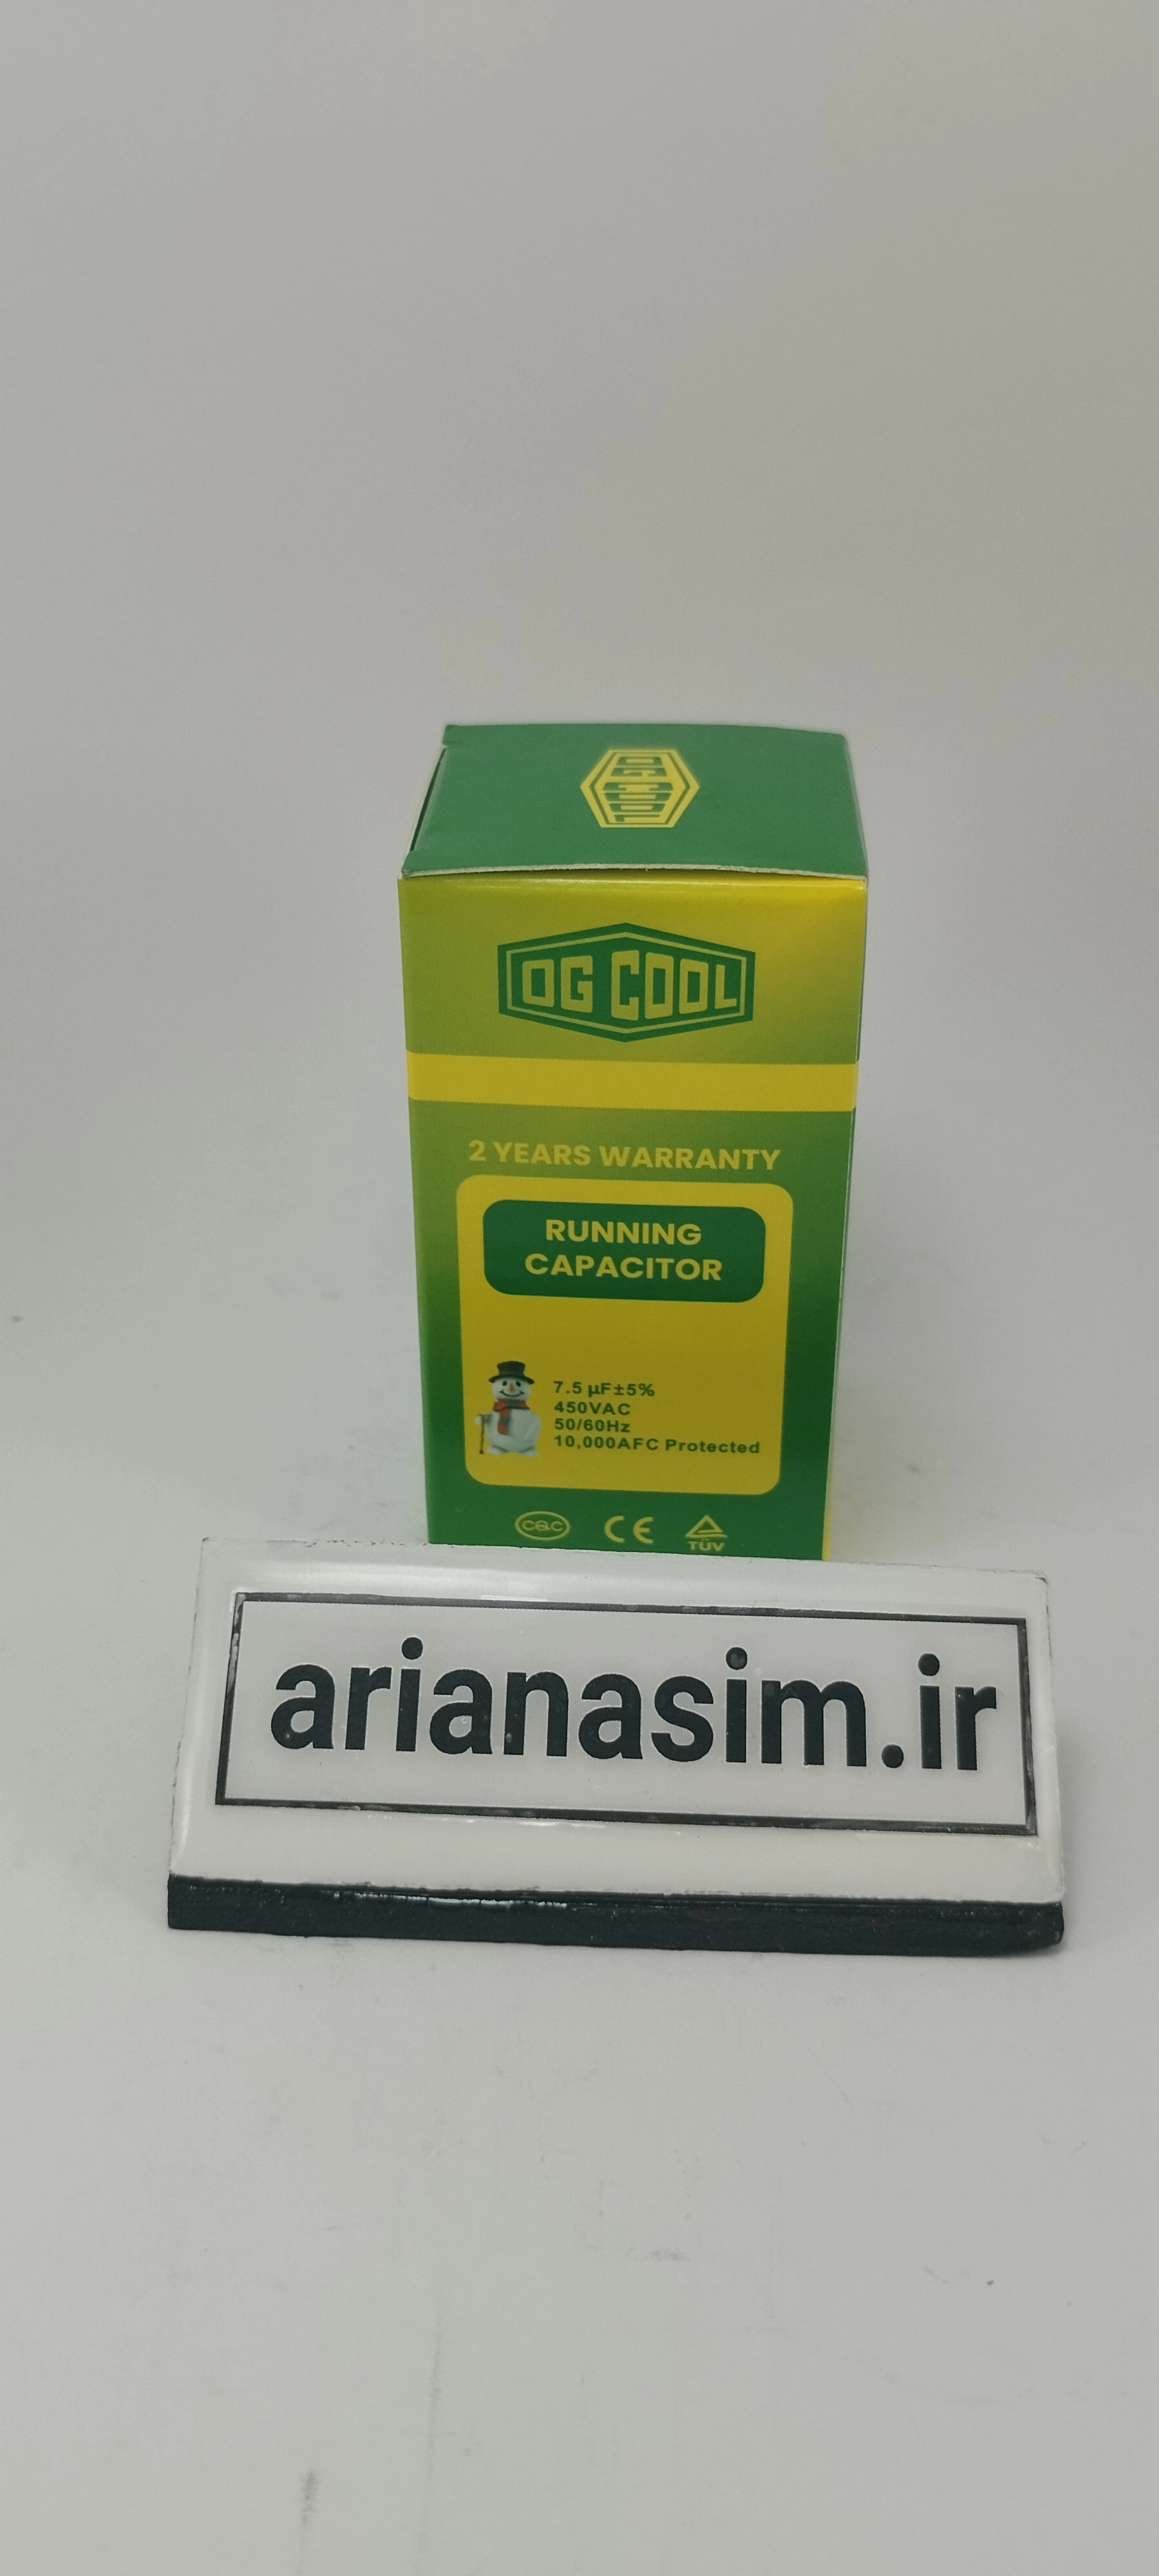 OG COOL
OG COOL
2 YEARS WARRANTY
RUNNING
CAPACITOR
7.5 µF±5%
450VAC
50/60Hz
10,000AFC Protected
CQC CE TÜV
arianasim.ir